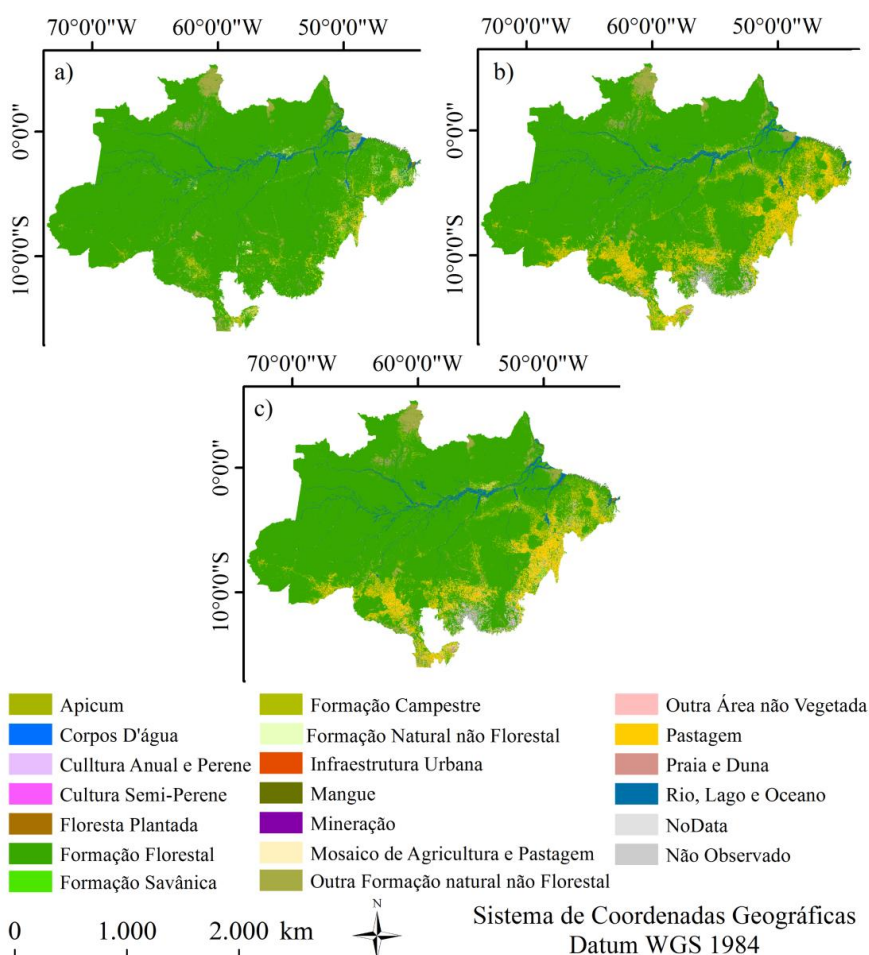 70°0'0"W 60°0'0"W 50°0'0"W
a)
0°0'0"
10°0'0"S
70°0'0"W 60°0'0"W 50°0'0"W
b)
0°0'0"
10°0'0"S
70°0'0"W 60°0'0"W 50°0'0"W
c)
0°0'0"
10°0'0"S
Apicum
Corpos D'água
Culltura Anual e Perene
Cultura Semi-Perene
Floresta Plantada
Formação Florestal
Formação Savânica
Formação Campestre
Formação Natural não Florestal
Infraestrutura Urbana
Mangue
Mineração
Mosaico de Agricultura e Pastagem
Outra Formação natural não Florestal
Outra Área não Vegetada
Pastagem
Praia e Duna
Rio, Lago e Oceano
NoData
Não Observado
0 1.000 2.000 km
N
Sistema de Coordenadas Geográficas
Datum WGS 1984